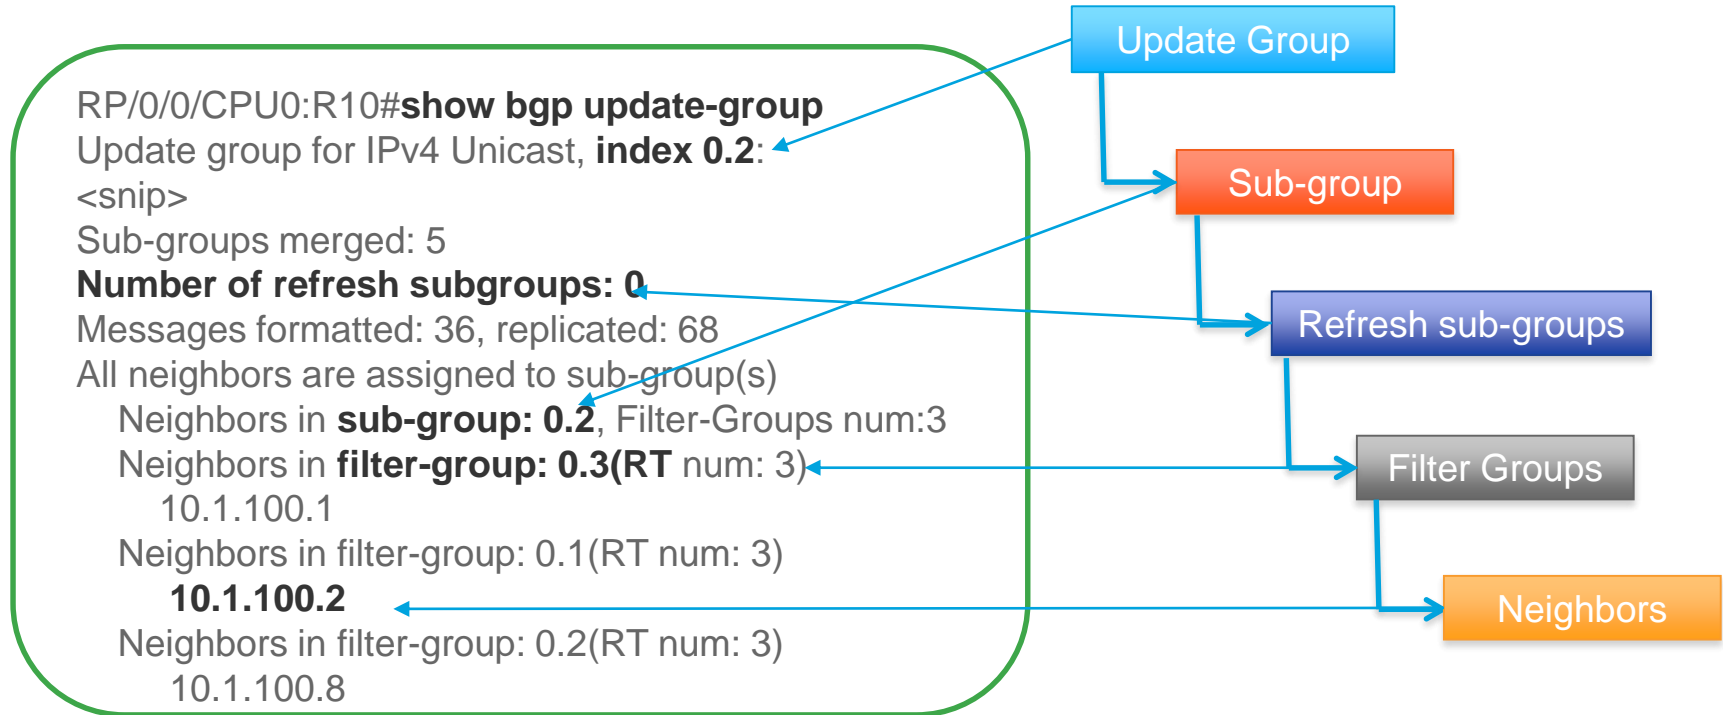 RP/0/0/CPU0:R10#show bgp update-group
Update group for IPv4 Unicast, index 0.2:
<snip>
Sub-groups merged: 5
Number of refresh subgroups: 0
Messages formatted: 36, replicated: 68
All neighbors are assigned to sub-group(s)
Neighbors in sub-group: 0.2, Filter-Groups num:3
Neighbors in filter-group: 0.3(RT num: 3)
10.1.100.1
Neighbors in filter-group: 0.1(RT num: 3)
10.1.100.2
Neighbors in filter-group: 0.2(RT num: 3)
10.1.100.8
Update Group
Sub-group
Refresh sub-groups
Filter Groups
Neighbors